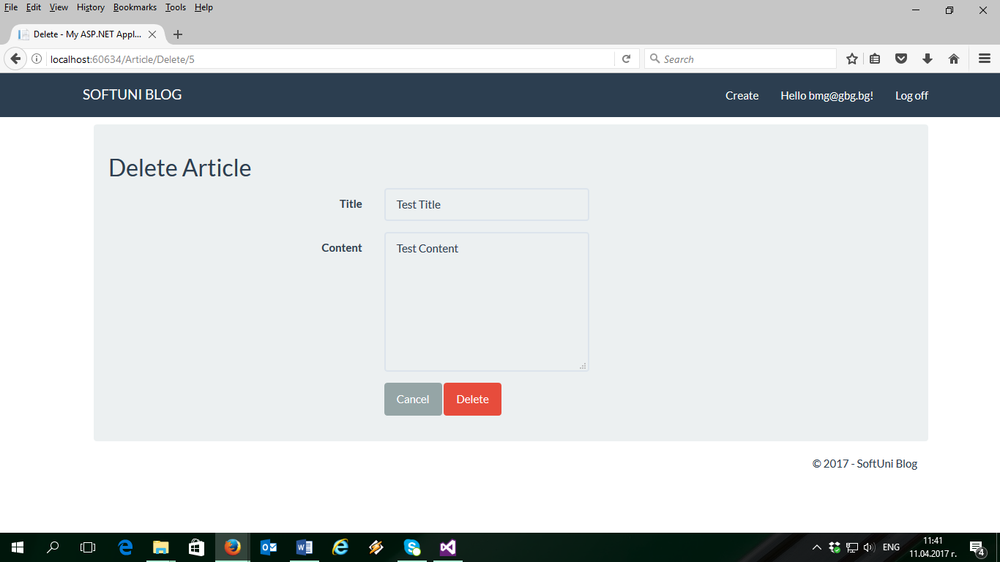 File Edit View History Bookmarks Tools Help
Delete - My ASP.NET Appl...
localhost:60634/Article/Delete/5
Search
SOFTUNI BLOG
Create Hello bmg@gbg.bg! Log off
Delete Article
Title Test Title
Content Test Content
Cancel Delete
© 2017 - SoftUni Blog
ENG
11:41
11.04.2017 г.
4